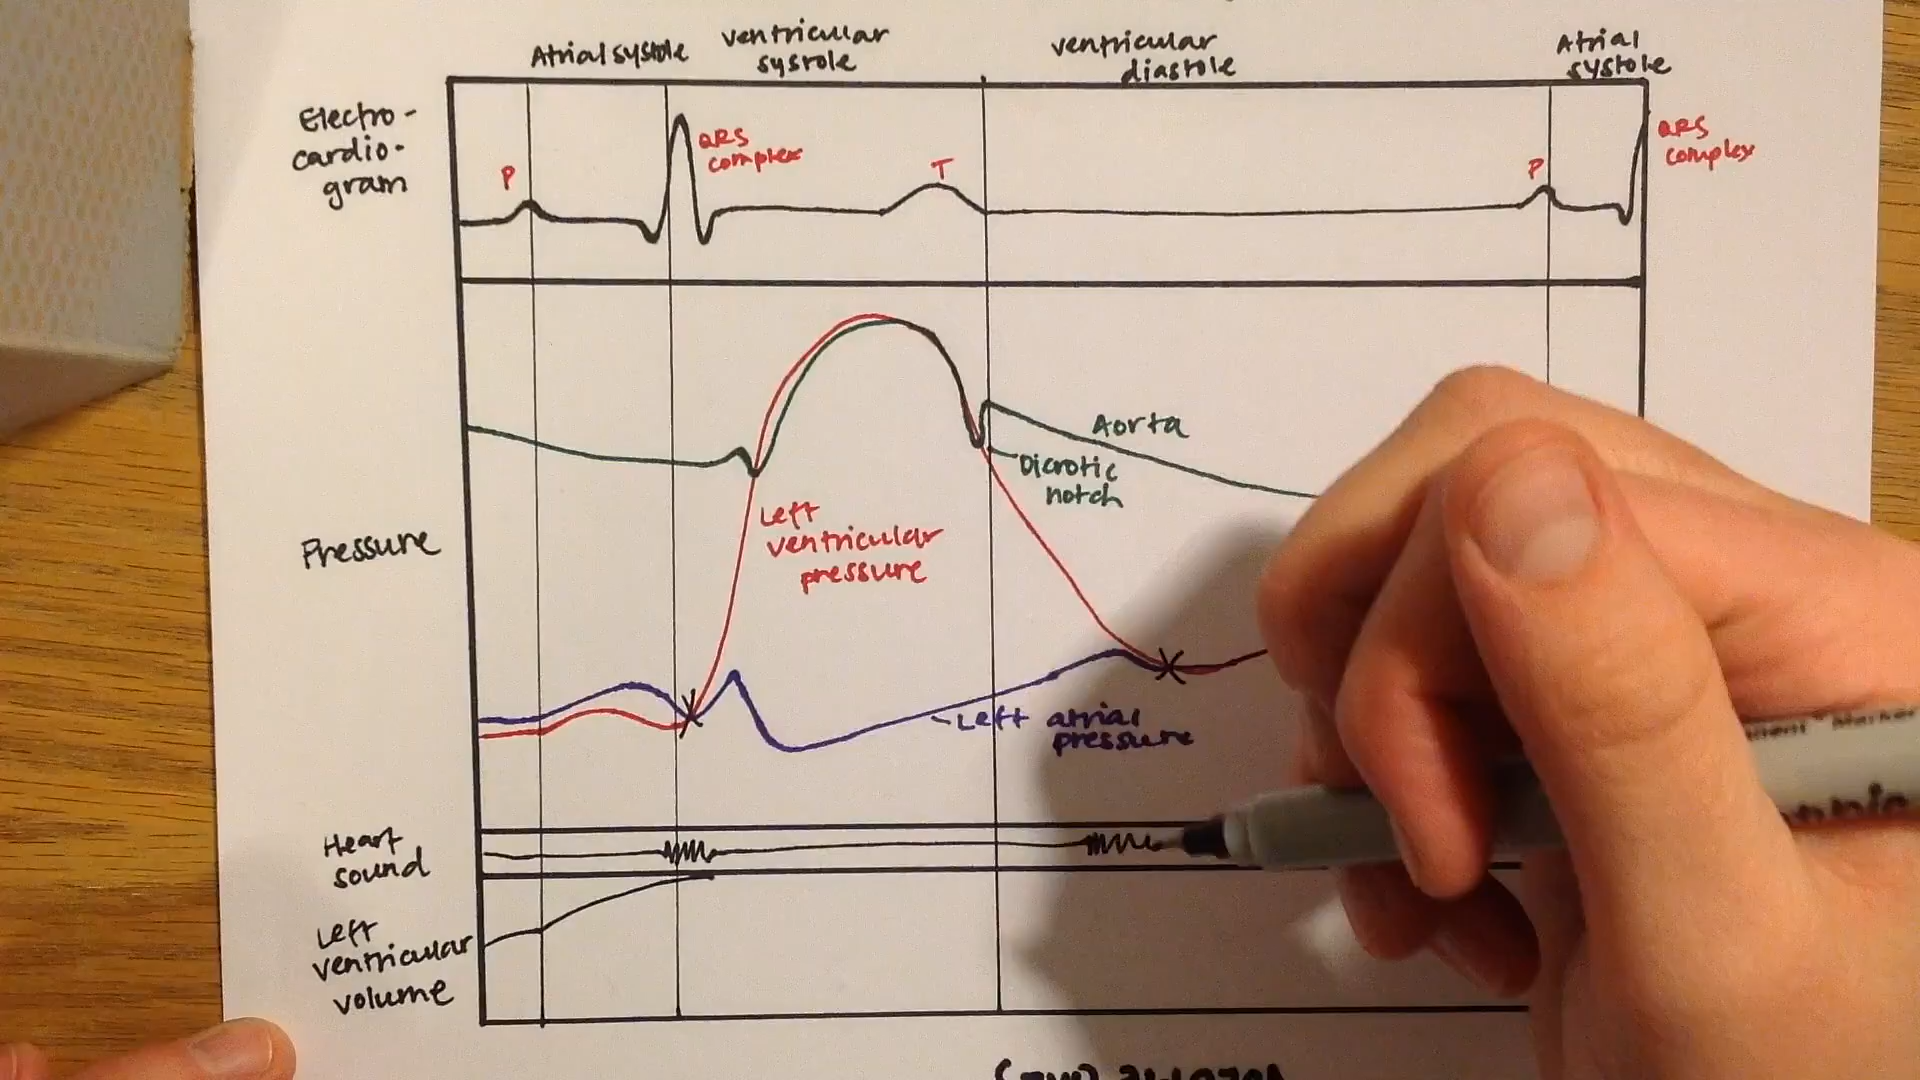 Atrial systole
ventricular
systole
ventricular
diastole
Atrial
systole
Electro-
cardio-
gram
P
QRS
complex
T
P
QRS
complex
Aorta
Dicrotic
notch
Left
ventricular
pressure
Pressure
Left atrial
pressure
Heart
sound
Left
ventricular
volume